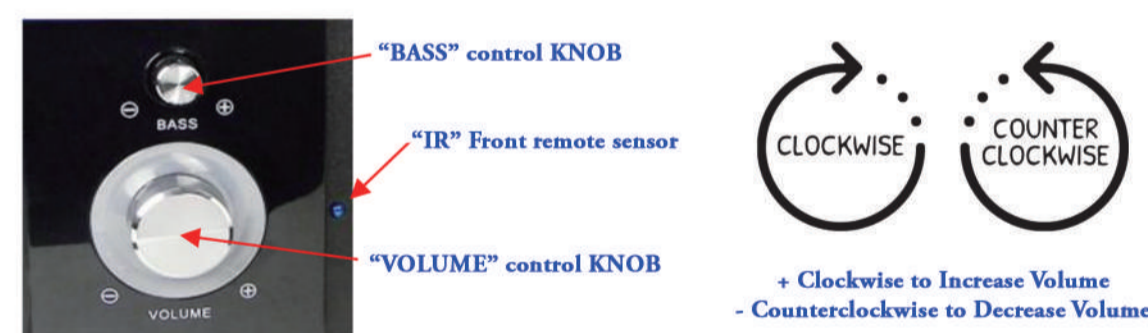 “BASS” control KNOB
⊖ ⊕
BASS
“IR” Front remote sensor
“VOLUME” control KNOB
⊖ ⊕
VOLUME
CLOCKWISE
COUNTER
CLOCKWISE
+ Clockwise to Increase Volume
- Counterclockwise to Decrease Volume